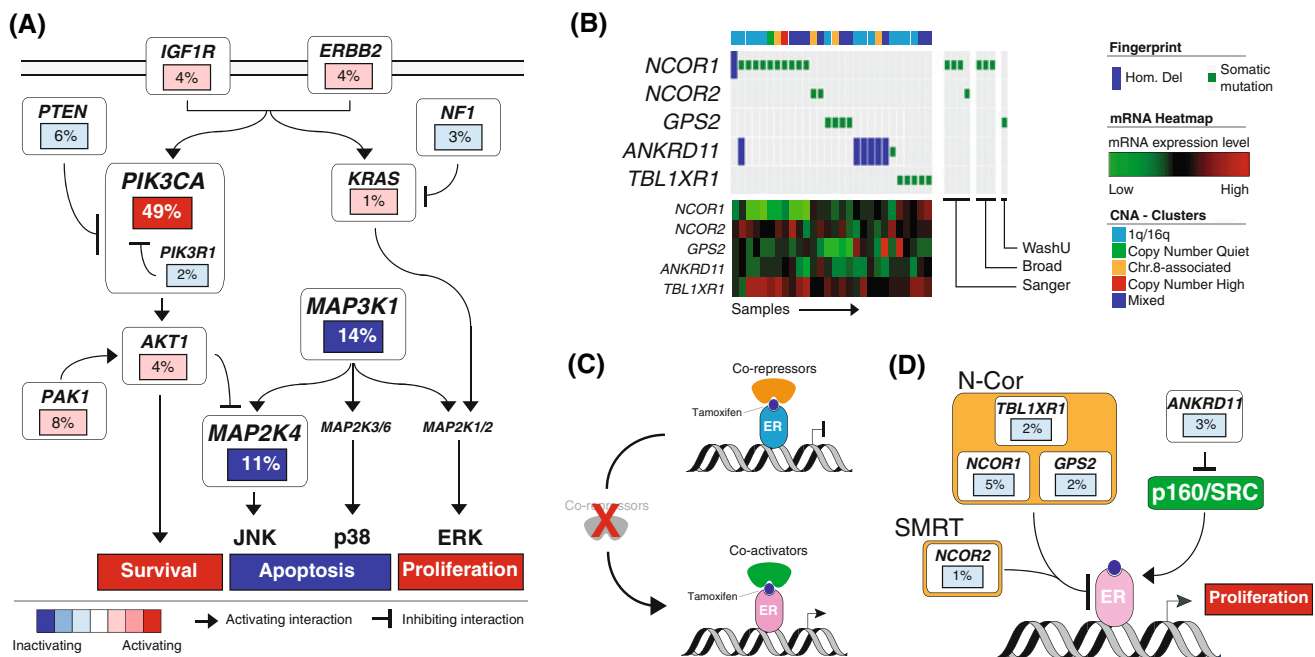 (A)
IGF1R
4%
ERBB2
4%
PTEN
6%
NF1
3%
PIK3CA
49%
KRAS
1%
PIK3R1
2%
MAP3K1
14%
AKT1
4%
PAK1
8%
MAP2K4
11%
MAP2K3/6
MAP2K1/2
JNK
p38
ERK
Survival
Apoptosis
Proliferation
Inactivating
Activating
Activating interaction
Inhibiting interaction
(B)
NCOR1
NCOR2
GPS2
ANKRD11
TBL1XR1
NCOR1
NCOR2
GPS2
ANKRD11
TBL1XR1
Samples
WashU
Broad
Sanger
Fingerprint
Hom. Del
Somatic
mutation
mRNA Heatmap
mRNA expression level
Low
High
CNA - Clusters
1q/16q
Copy Number Quiet
Chr.8-associated
Copy Number High
Mixed
(C)
Co-repressors
Tamoxifen
ER
Co-repressors
X
Co-activators
Tamoxifen
ER
(D)
N-Cor
TBL1XR1
2%
NCOR1
5%
GPS2
2%
ANKRD11
3%
p160/SRC
SMRT
NCOR2
1%
ER
Proliferation